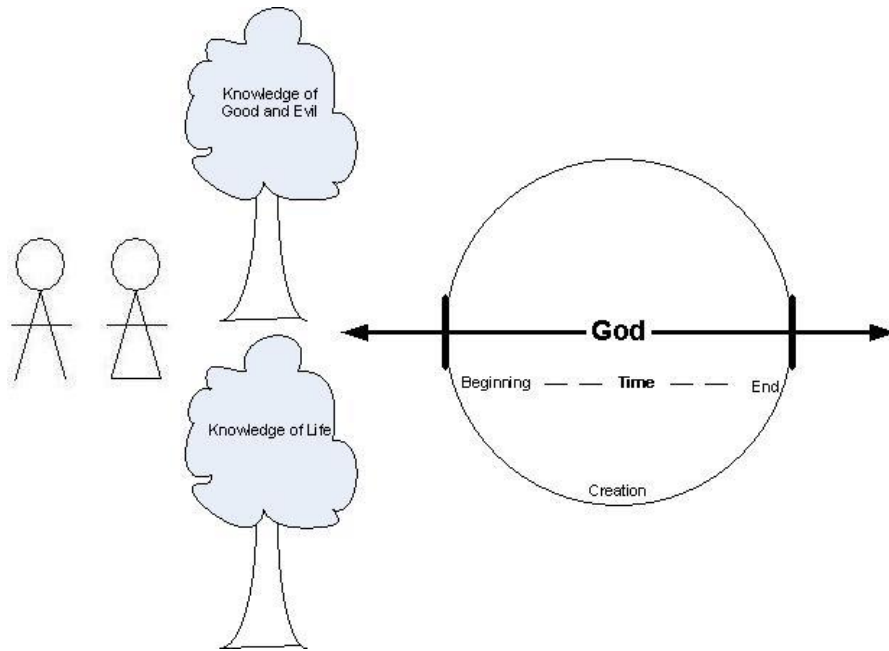 Knowledge of
Good and Evil
Knowledge of Life
God
Beginning
Time
End
Creation